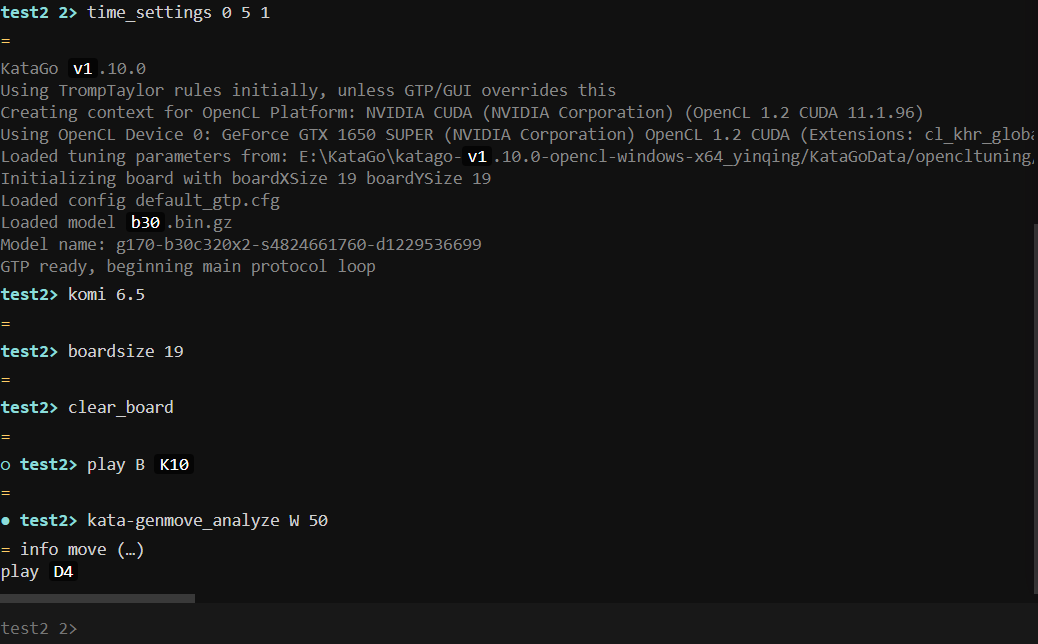 test2 2> time_settings 0 5 1
=
KataGo v1.10.0
Using TrompTaylor rules initially, unless GTP/GUI overrides this
Creating context for OpenCL Platform: NVIDIA CUDA (NVIDIA Corporation) (OpenCL 1.2 CUDA 11.1.96)
Using OpenCL Device 0: GeForce GTX 1650 SUPER (NVIDIA Corporation) OpenCL 1.2 CUDA (Extensions: cl_khr_globa
Loaded tuning parameters from: E:\KataGo\katago-v1.10.0-opencl-windows-x64_yinqing/KataGoData/opencltuning/
Initializing board with boardXSize 19 boardYSize 19
Loaded config default_gtp.cfg
Loaded model b30.bin.gz
Model name: g170-b30c320x2-s4824661760-d1229536699
GTP ready, beginning main protocol loop
test2> komi 6.5
=
test2> boardsize 19
=
test2> clear_board
=
○ test2> play B K10
=
● test2> kata-genmove_analyze W 50
= info move (…)
play D4
test2 2>